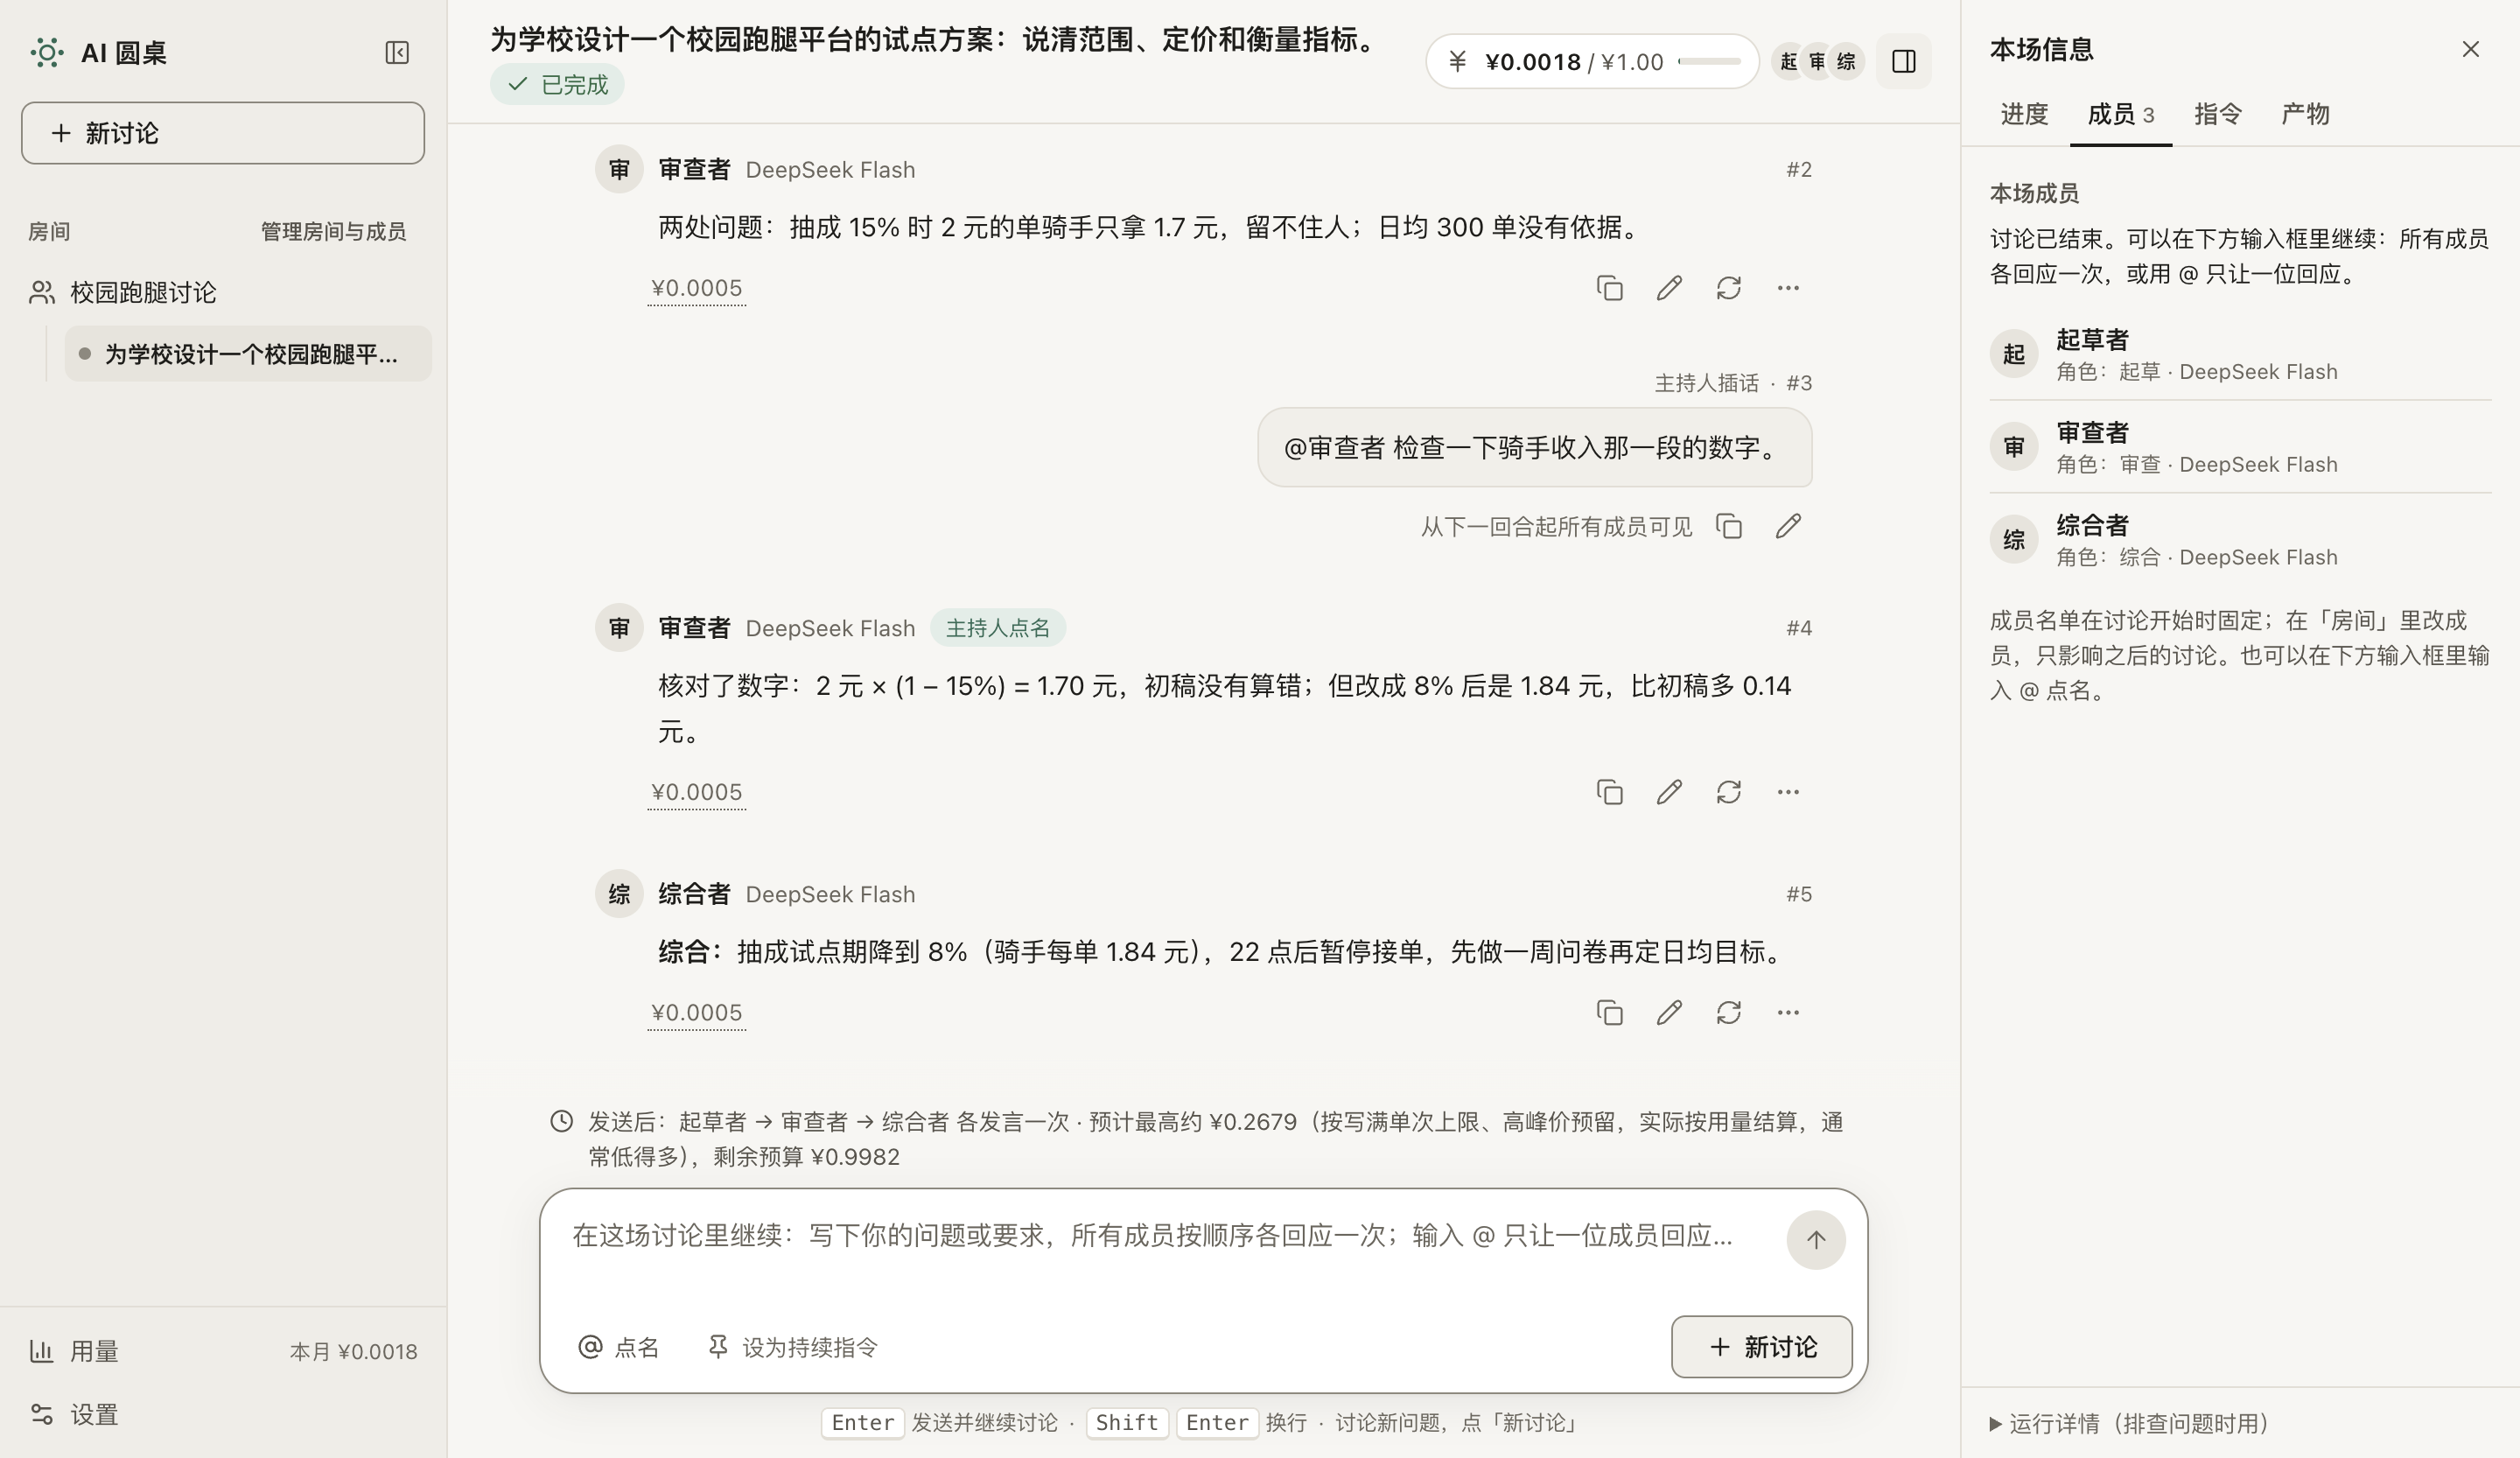 AI 圆桌
新讨论
房间 管理房间与成员
校园跑腿讨论
为学校设计一个校园跑腿平...
用量 本月 ¥0.0018
设置
为学校设计一个校园跑腿平台的试点方案：说清范围、定价和衡量指标。
已完成
¥0.0018 / ¥1.00
起 审 综
审 审查者 DeepSeek Flash #2
两处问题：抽成 15% 时 2 元的单骑手只拿 1.7 元，留不住人；日均 300 单没有依据。
¥0.0005
主持人插话 · #3
@审查者 检查一下骑手收入那一段的数字。
从下一回合起所有成员可见
审 审查者 DeepSeek Flash 主持人点名 #4
核对了数字：2 元 × (1 – 15%) = 1.70 元，初稿没有算错；但改成 8% 后是 1.84 元，比初稿多 0.14
元。
¥0.0005
综 综合者 DeepSeek Flash #5
综合：抽成试点期降到 8%（骑手每单 1.84 元），22 点后暂停接单，先做一周问卷再定日均目标。
¥0.0005
发送后：起草者 → 审查者 → 综合者 各发言一次 · 预计最高约 ¥0.2679（按写满单次上限、高峰价预留，实际按用量结算，通
常低得多），剩余预算 ¥0.9982
在这场讨论里继续：写下你的问题或要求，所有成员按顺序各回应一次；输入 @ 只让一位成员回应...
点名 设为持续指令 新讨论
Enter 发送并继续讨论 · Shift Enter 换行 · 讨论新问题，点「新讨论」
本场信息
进度 成员 3 指令 产物
本场成员
讨论已结束。可以在下方输入框里继续：所有成员
各回应一次，或用 @ 只让一位回应。
起 起草者
角色：起草 · DeepSeek Flash
审 审查者
角色：审查 · DeepSeek Flash
综 综合者
角色：综合 · DeepSeek Flash
成员名单在讨论开始时固定；在「房间」里改成
员，只影响之后的讨论。也可以在下方输入框里输
入 @ 点名。
运行详情（排查问题时用）